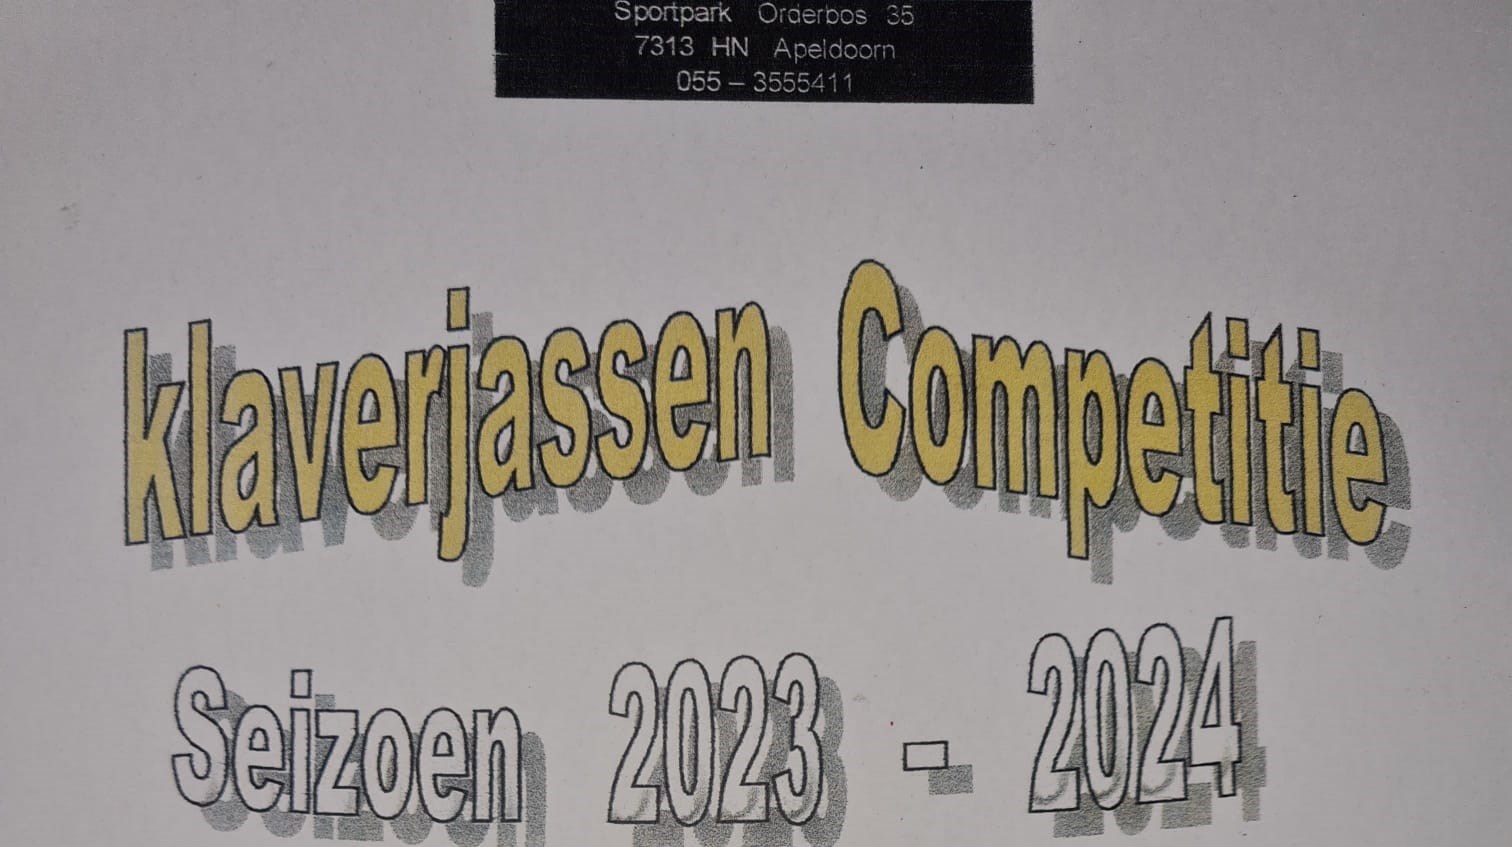 Sportpark Orderbos 35
7313 HN Apeldoorn
055 – 3555411
klaverjassen Competitie
Seizoen 2023 - 2024